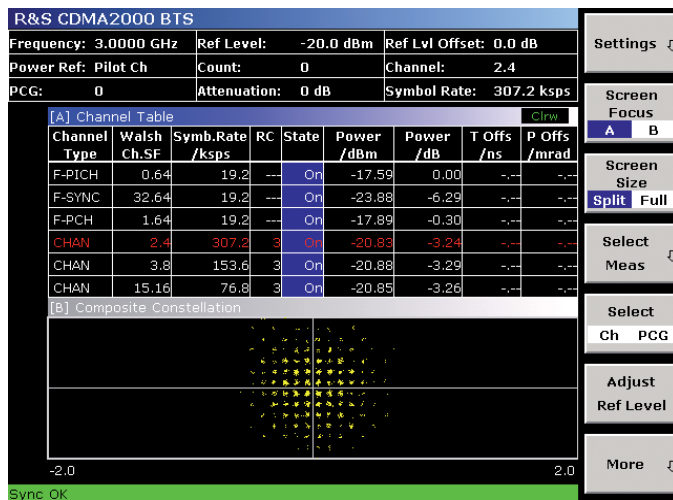 R&S CDMA2000 BTS
Frequency: 3.0000 GHz Ref Level: -20.0 dBm Ref Lvl Offset: 0.0 dB
Power Ref: Pilot Ch Count: 0 Channel: 2.4
PCG: 0 Attenuation: 0 dB Symbol Rate: 307.2 ksps
[A] Channel Table Clrw
Channel Walsh Symb.Rate RC State Power Power T Offs P Offs
Type Ch.SF /ksps /dBm /dB /ns /mrad
F-PICH 0.64 19.2 --- On -17.59 0.00 -.-- -.--
F-SYNC 32.64 19.2 --- On -23.88 -6.29 -.-- -.--
F-PCH 1.64 19.2 --- On -17.89 -0.30 -.-- -.--
CHAN 2.4 307.2 3 On -20.83 -3.24 -.-- -.--
CHAN 3.8 153.6 3 On -20.88 -3.29 -.-- -.--
CHAN 15.16 76.8 3 On -20.85 -3.26 -.-- -.--
[B] Composite Constellation
-2.0 2.0
Sync OK
Settings
Screen
Focus
A B
Screen
Size
Split Full
Select
Meas
Select
Ch PCG
Adjust
Ref Level
More